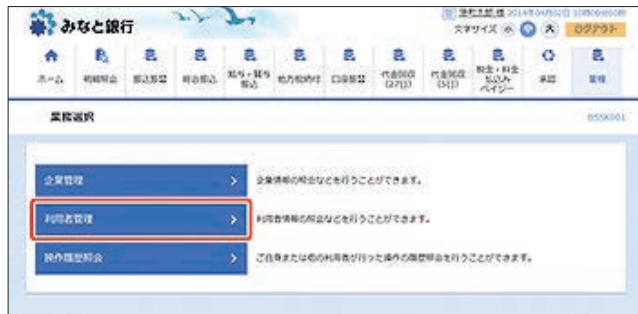 みなと銀行
文字サイズ 小 中 大 ログアウト
ホーム 明細照会 振込振替 総合振込 給与・賞与振込 地方税納付 口座振替 代金回収 代金回収 税金・料金払込みペイジー 承認 管理
業務選択 BSSK001
企業管理 企業情報の照会などを行うことができます。
利用者管理 利用者情報の照会などを行うことができます。
操作履歴照会 ご自身または他の利用者が行った操作の履歴照会を行うことができます。